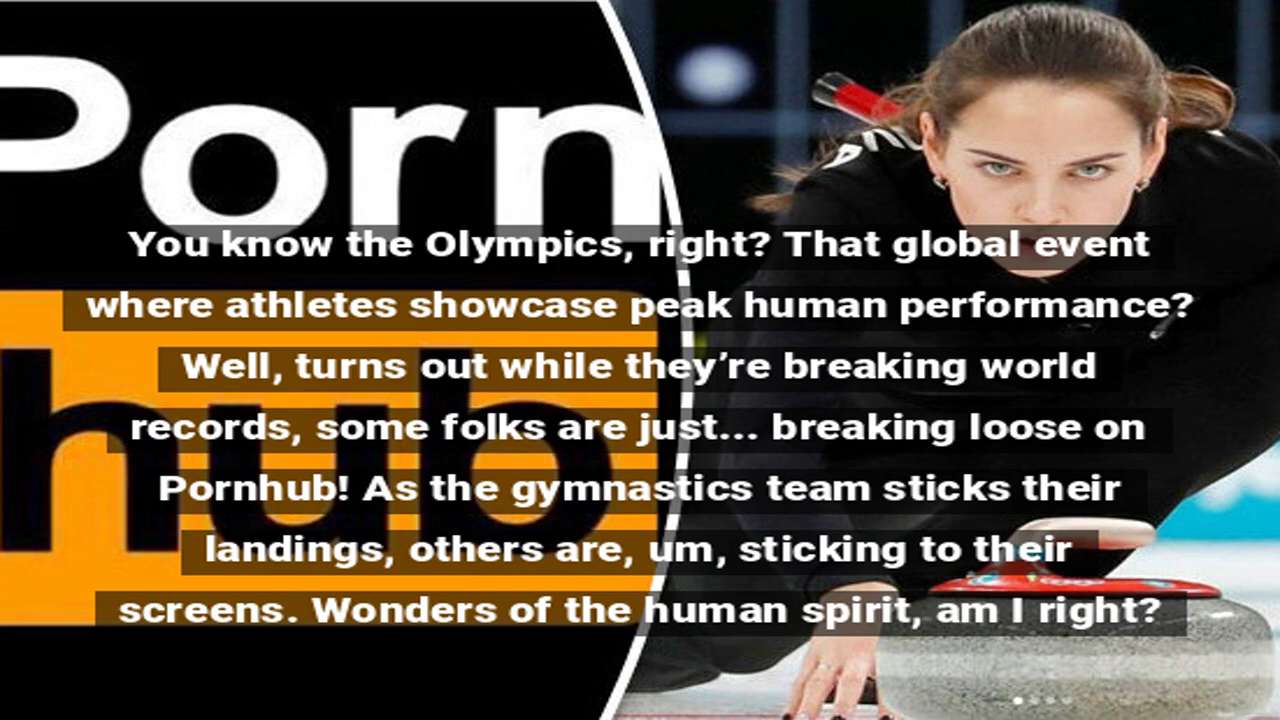 Porn
hub
You know the Olympics, right? That global event
where athletes showcase peak human performance?
Well, turns out while they’re breaking world
records, some folks are just... breaking loose on
Pornhub! As the gymnastics team sticks their
landings, others are, um, sticking to their
screens. Wonders of the human spirit, am I right?